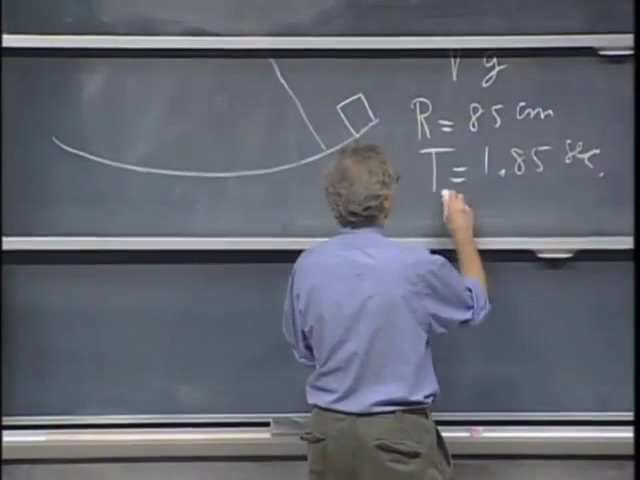 g
R = 85 cm
T = 1.85 sec.